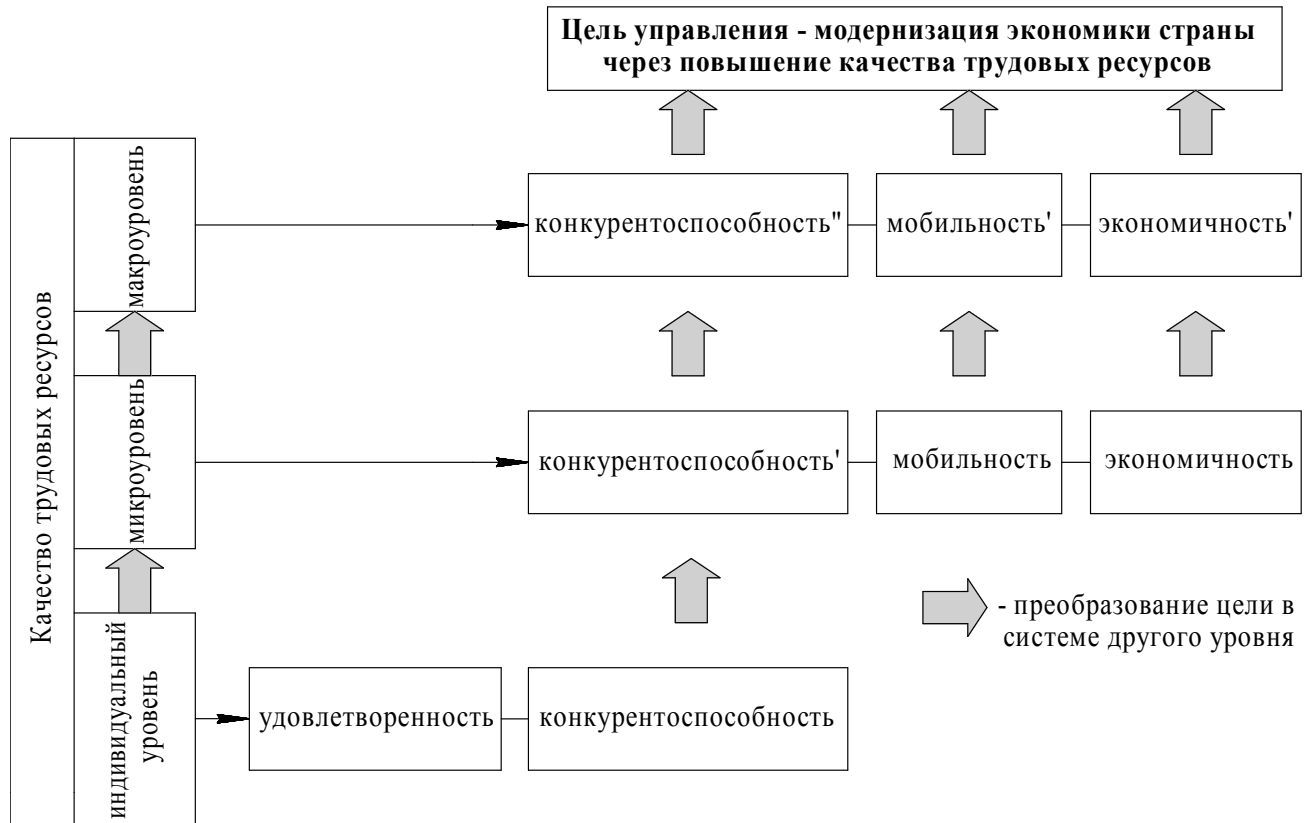 Цель управления - модернизация экономики страны
через повышение качества трудовых ресурсов
Качество трудовых ресурсов
макроуровень
конкурентоспособность"
мобильность'
экономичность'
микроуровень
конкурентоспособность'
мобильность
экономичность
- преобразование цели в
системе другого уровня
индивидуальный
уровень
удовлетворенность
конкурентоспособность